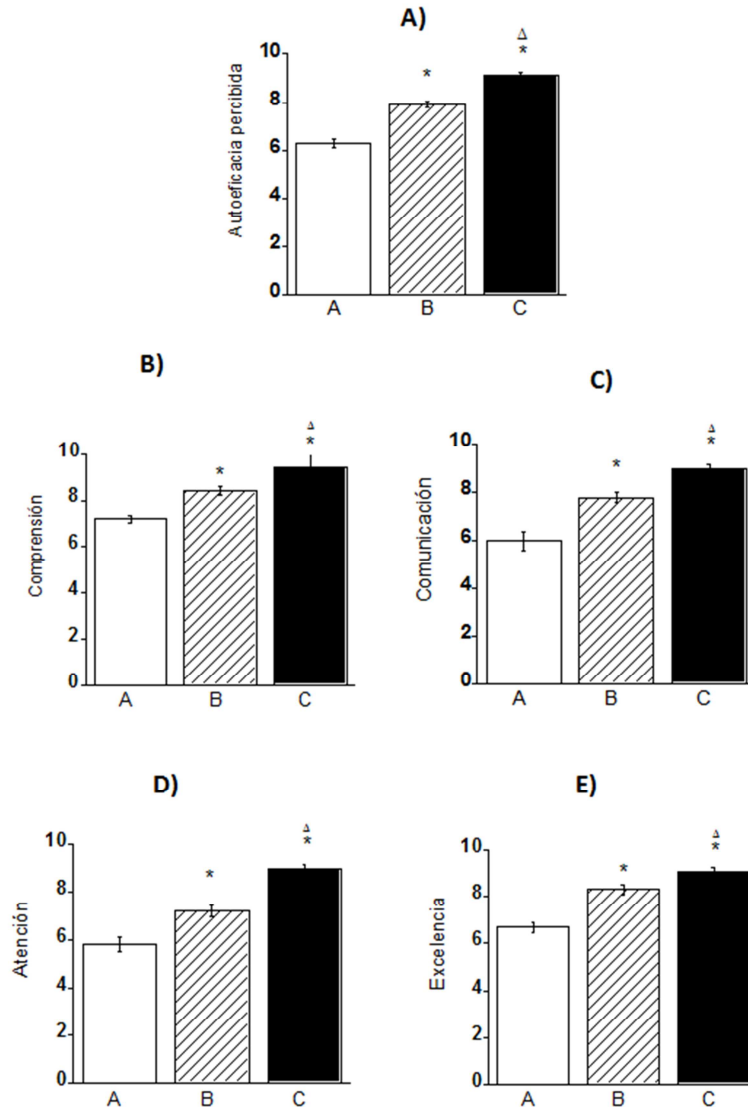 A)
Autoeficacia percibida
10
8
6
4
2
0
Δ
*
*
A B C
B)
Comprensión
10
8
6
4
2
0
Δ
*
*
A B C
C)
Comunicación
10
8
6
4
2
0
Δ
*
*
A B C
D)
Atención
10
8
6
4
2
0
Δ
*
*
A B C
E)
Excelencia
10
8
6
4
2
0
Δ
*
*
A B C